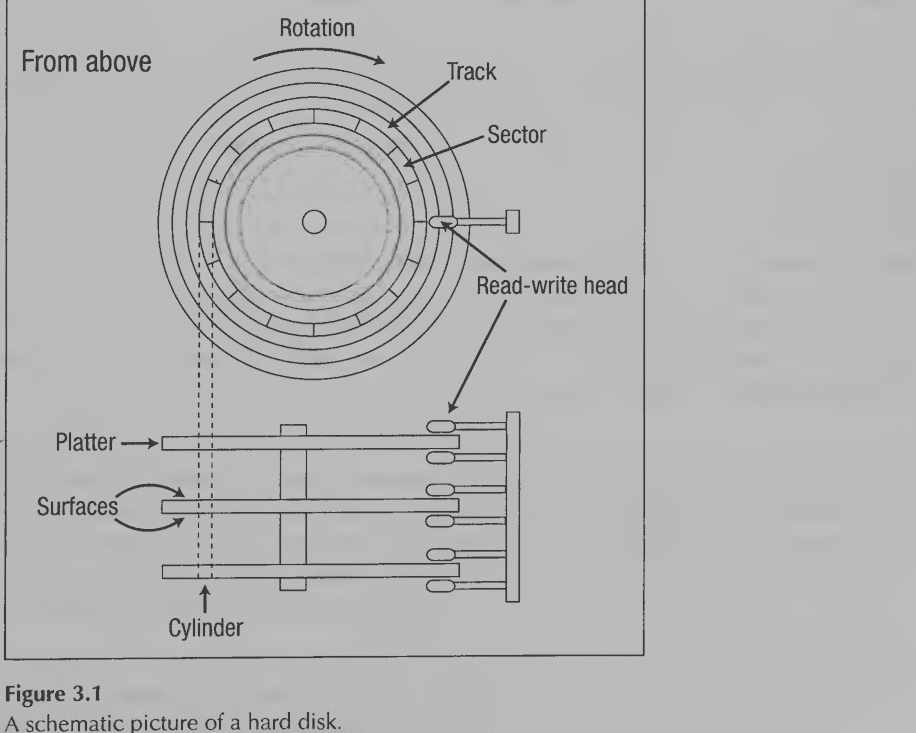 Rotation
From above
Track
Sector
Read-write head
Platter
Surfaces
Cylinder
Figure 3.1
A schematic picture of a hard disk.